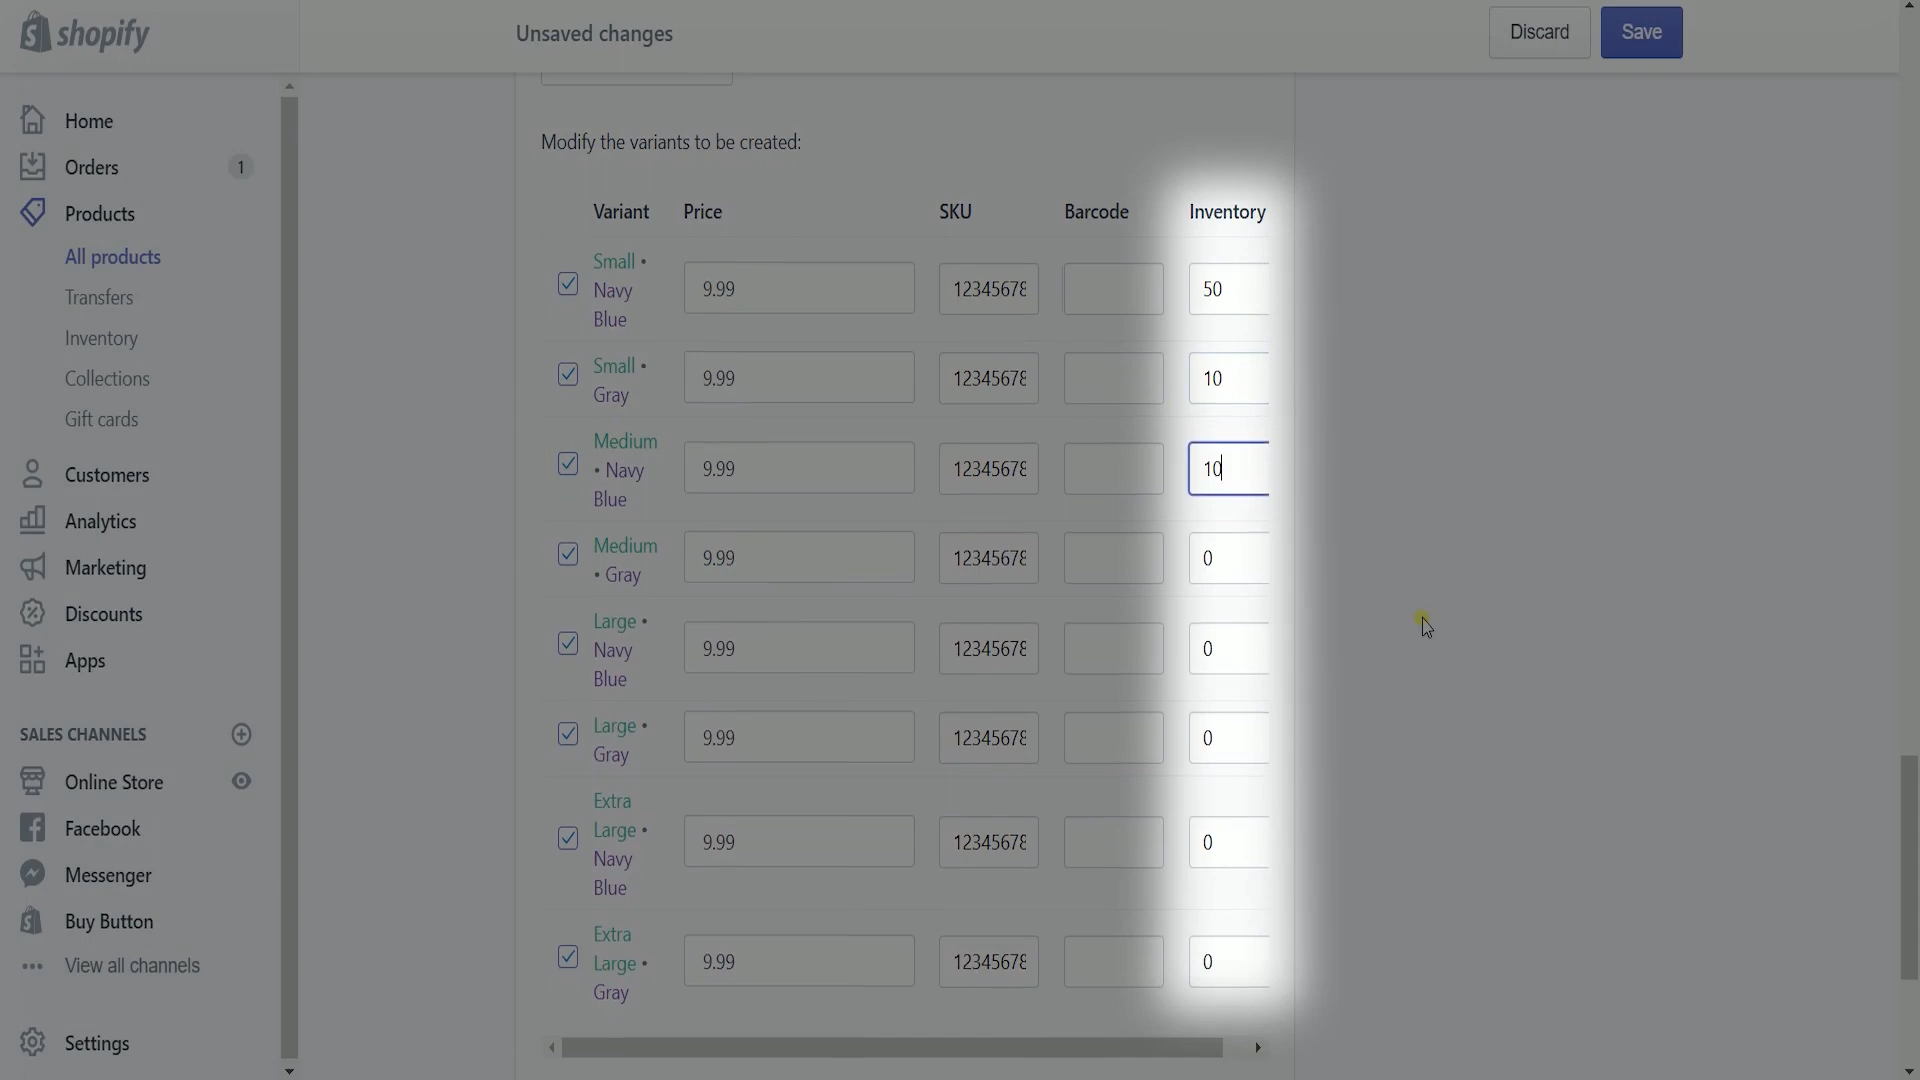 shopify
Unsaved changes
Discard
Save
Home
Orders
1
Products
All products
Transfers
Inventory
Collections
Gift cards
Customers
Analytics
Marketing
Discounts
Apps
SALES CHANNELS
Online Store
Facebook
Messenger
Buy Button
View all channels
Settings
Modify the variants to be created:
Variant Price SKU Barcode Inventory
Small •
Navy
Blue
9.99 12345678 50
Small •
Gray
9.99 12345678 10
Medium
• Navy
Blue
9.99 12345678 10
Medium
• Gray
9.99 12345678 0
Large •
Navy
Blue
9.99 12345678 0
Large •
Gray
9.99 12345678 0
Extra
Large •
Navy
Blue
9.99 12345678 0
Extra
Large •
Gray
9.99 12345678 0